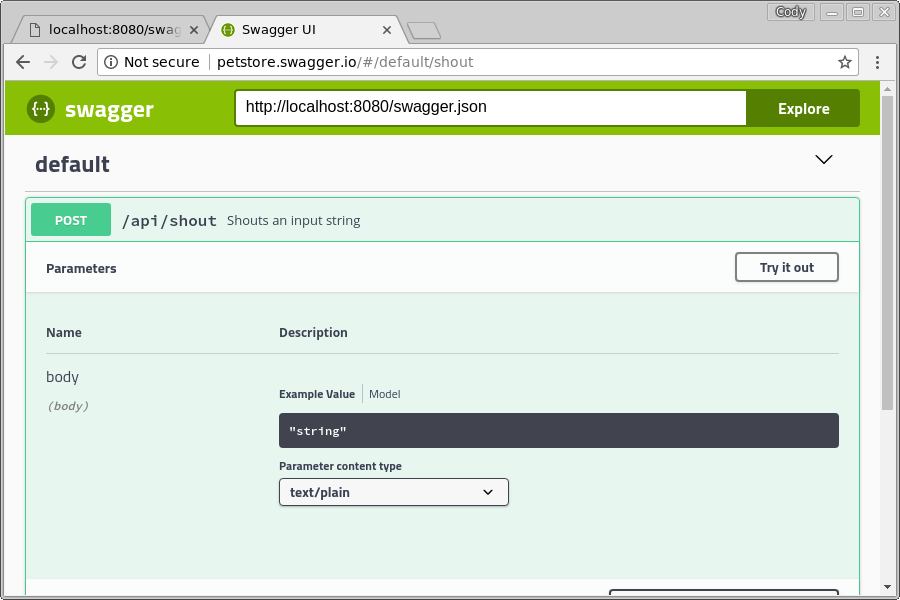 Cody
localhost:8080/swag
Swagger UI
Not secure petstore.swagger.io/#/default/shout
{··} swagger
http://localhost:8080/swagger.json
Explore
default
POST /api/shout Shouts an input string
Parameters
Try it out
Name Description
body
(body)
Example Value Model
"string"
Parameter content type
text/plain